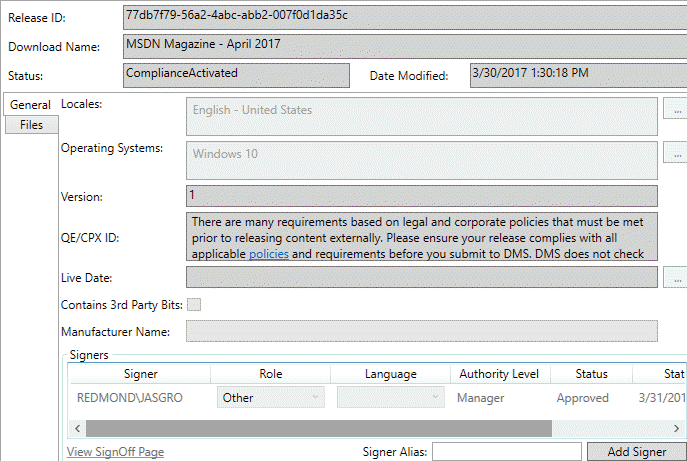 Release ID: 77db7f79-56a2-4abc-abb2-007f0d1da35c
Download Name: MSDN Magazine - April 2017
Status: ComplianceActivated Date Modified: 3/30/2017 1:30:18 PM
General
Files
Locales: English - United States ...
Operating Systems: Windows 10 ...
Version: 1
QE/CPX ID: There are many requirements based on legal and corporate policies that must be met
prior to releasing content externally. Please ensure your release complies with all
applicable policies and requirements before you submit to DMS. DMS does not check
Live Date: ...
Contains 3rd Party Bits:
Manufacturer Name:
Signers
Signer Role Language Authority Level Status Stat
REDMOND\JASGRO Other Manager Approved 3/31/201
View SignOff Page Signer Alias: Add Signer